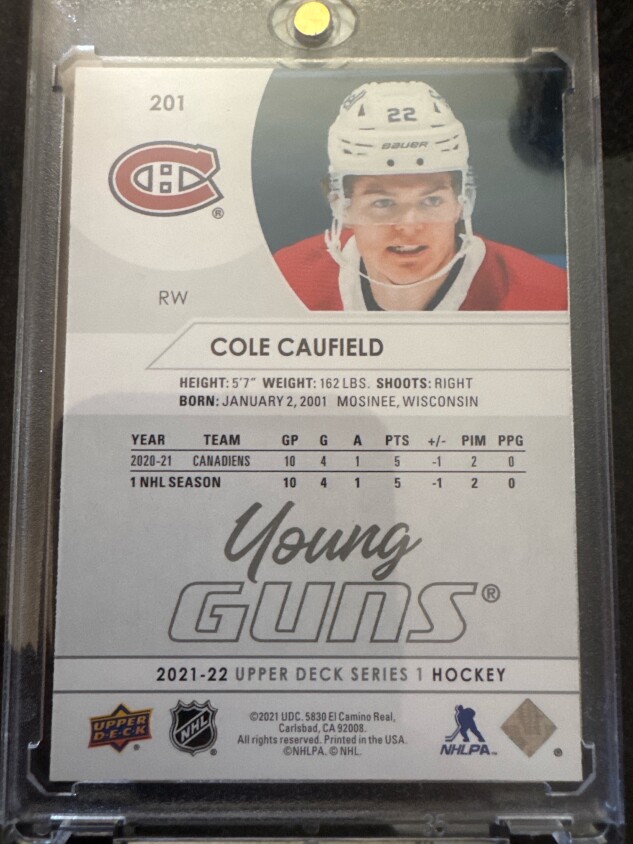 201
22
BAUER
®
RW
COLE CAUFIELD
HEIGHT: 5'7" WEIGHT: 162 LBS. SHOOTS: RIGHT
BORN: JANUARY 2, 2001 MOSINEE, WISCONSIN
YEAR TEAM GP G A PTS +/- PIM PPG
2020-21 CANADIENS 10 4 1 5 -1 2 0
1 NHL SEASON 10 4 1 5 -1 2 0
Young
GUNS®
2021-22 UPPER DECK SERIES 1 HOCKEY
UPPER
DECK
NHL
©2021 UDC. 5830 El Camino Real,
Carlsbad, CA 92008.
All rights reserved. Printed in the USA.
©NHLPA. © NHL.
NHLPA™
®
35